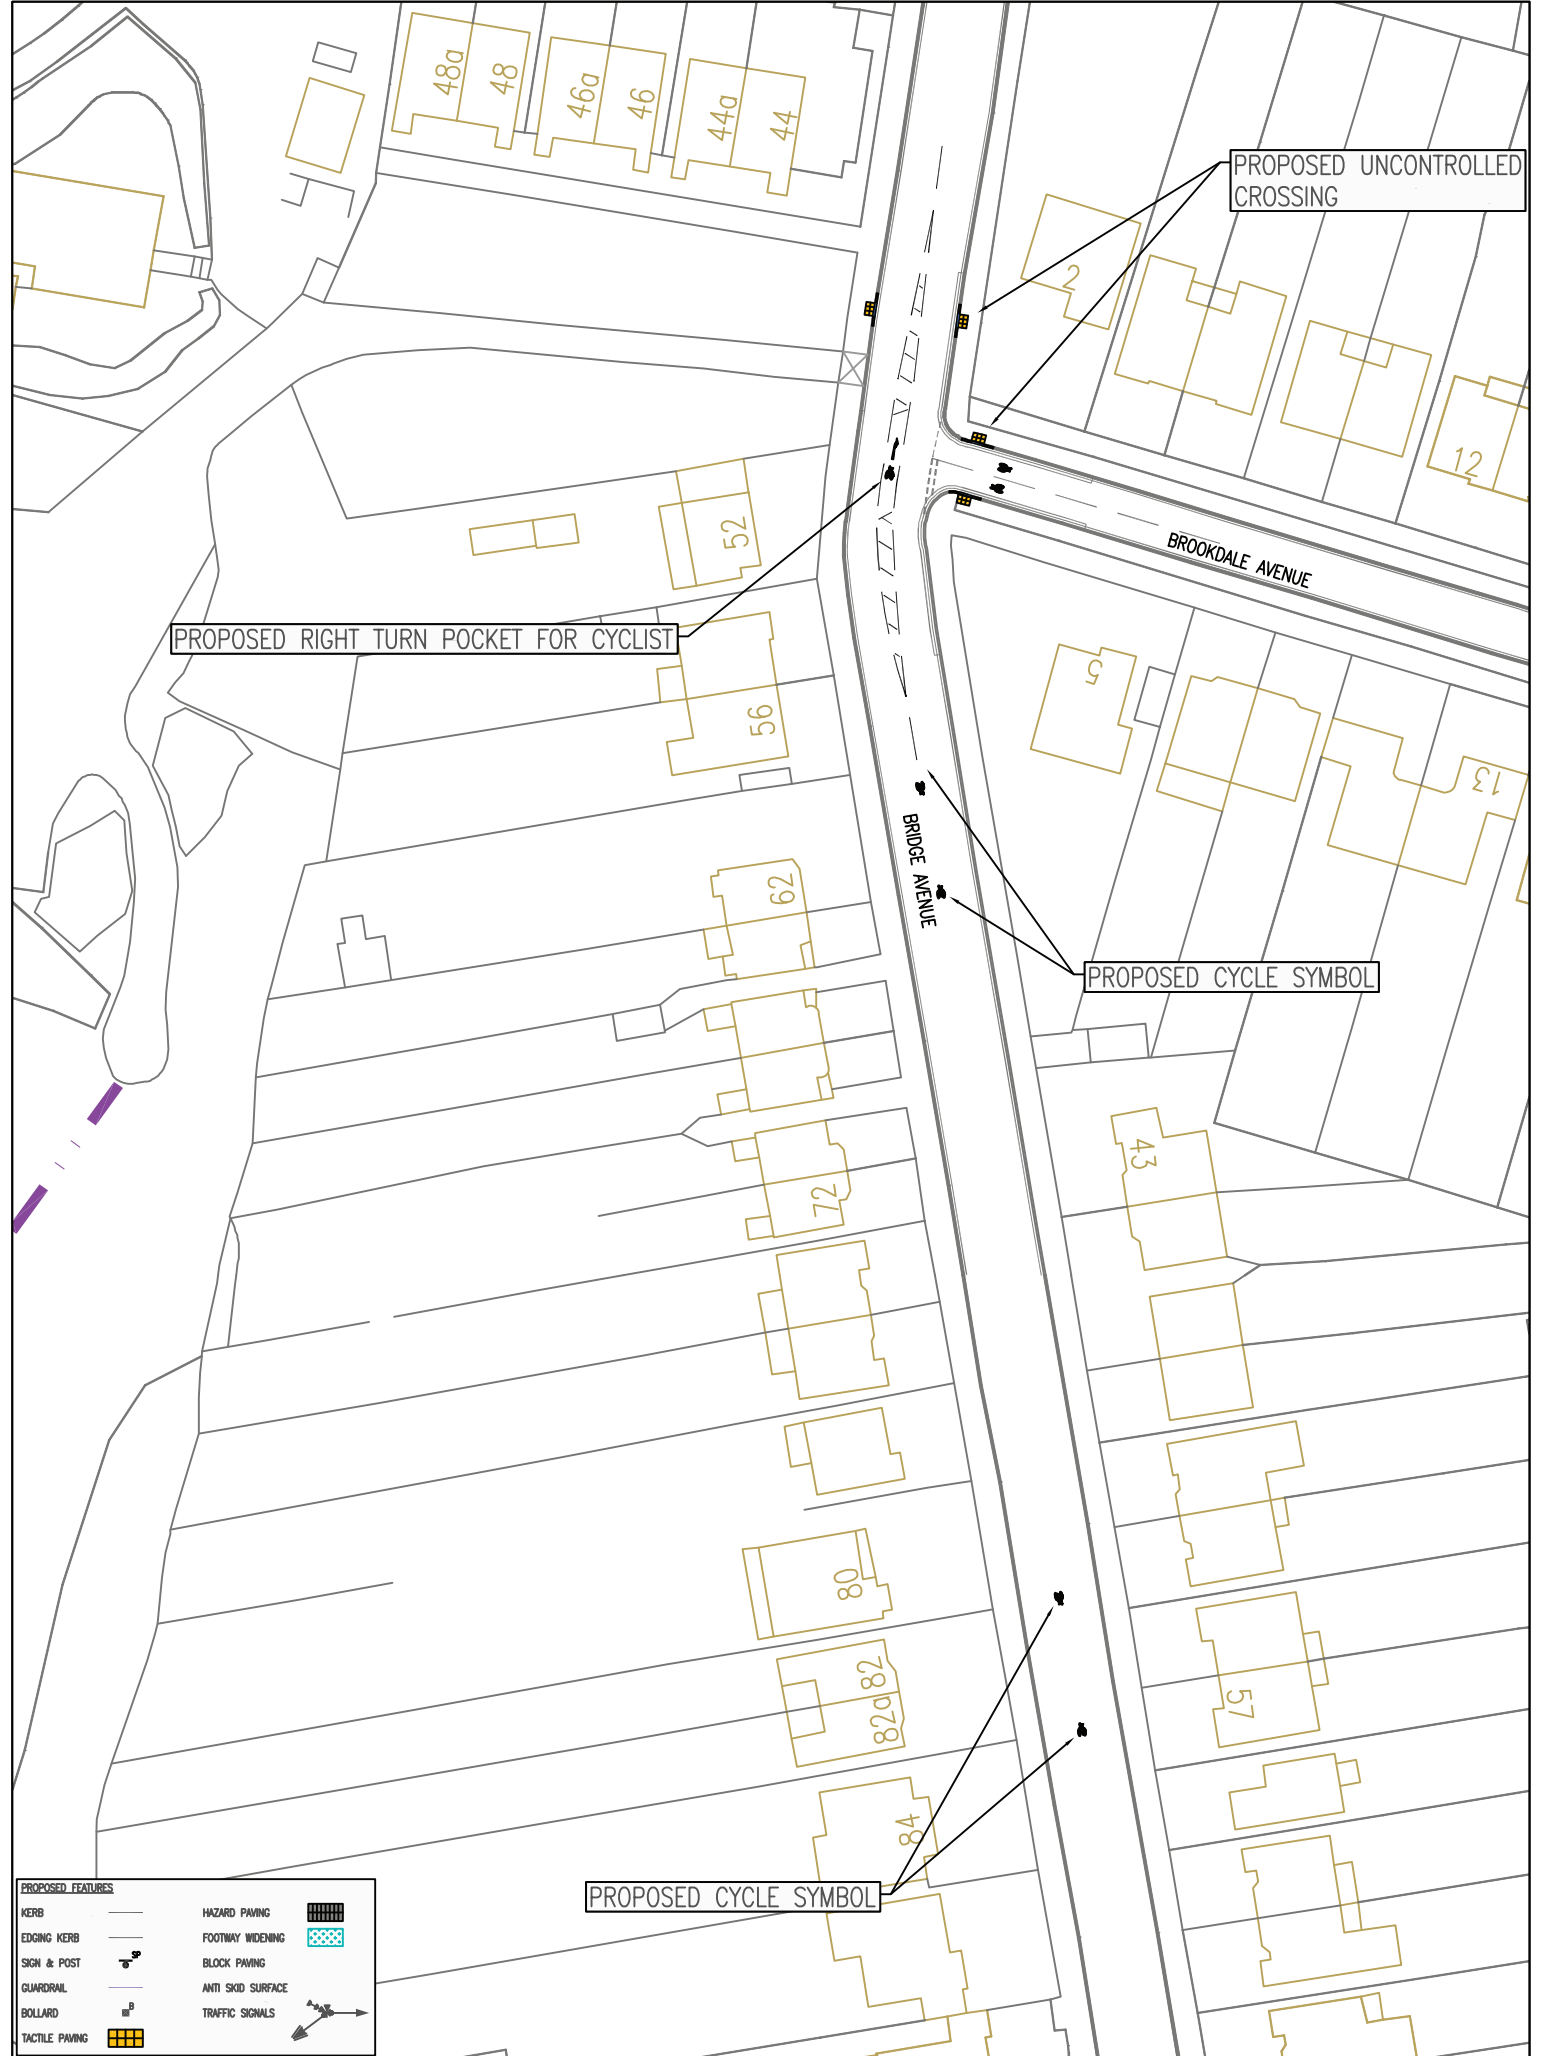 48a
48
46a
46
44a
44
PROPOSED UNCONTROLLED
CROSSING
2
12
52
BROOKDALE AVENUE
PROPOSED RIGHT TURN POCKET FOR CYCLIST
5
56
13
BRIDGE AVENUE
62
PROPOSED CYCLE SYMBOL
43
72
80
82
82a
57
84
PROPOSED CYCLE SYMBOL
PROPOSED FEATURES
KERB
EDGING KERB
SIGN & POST
SP
GUARDRAIL
BOLLARD
B
TACTILE PAVING
HAZARD PAVING
FOOTWAY WIDENING
BLOCK PAVING
ANTI SKID SURFACE
TRAFFIC SIGNALS